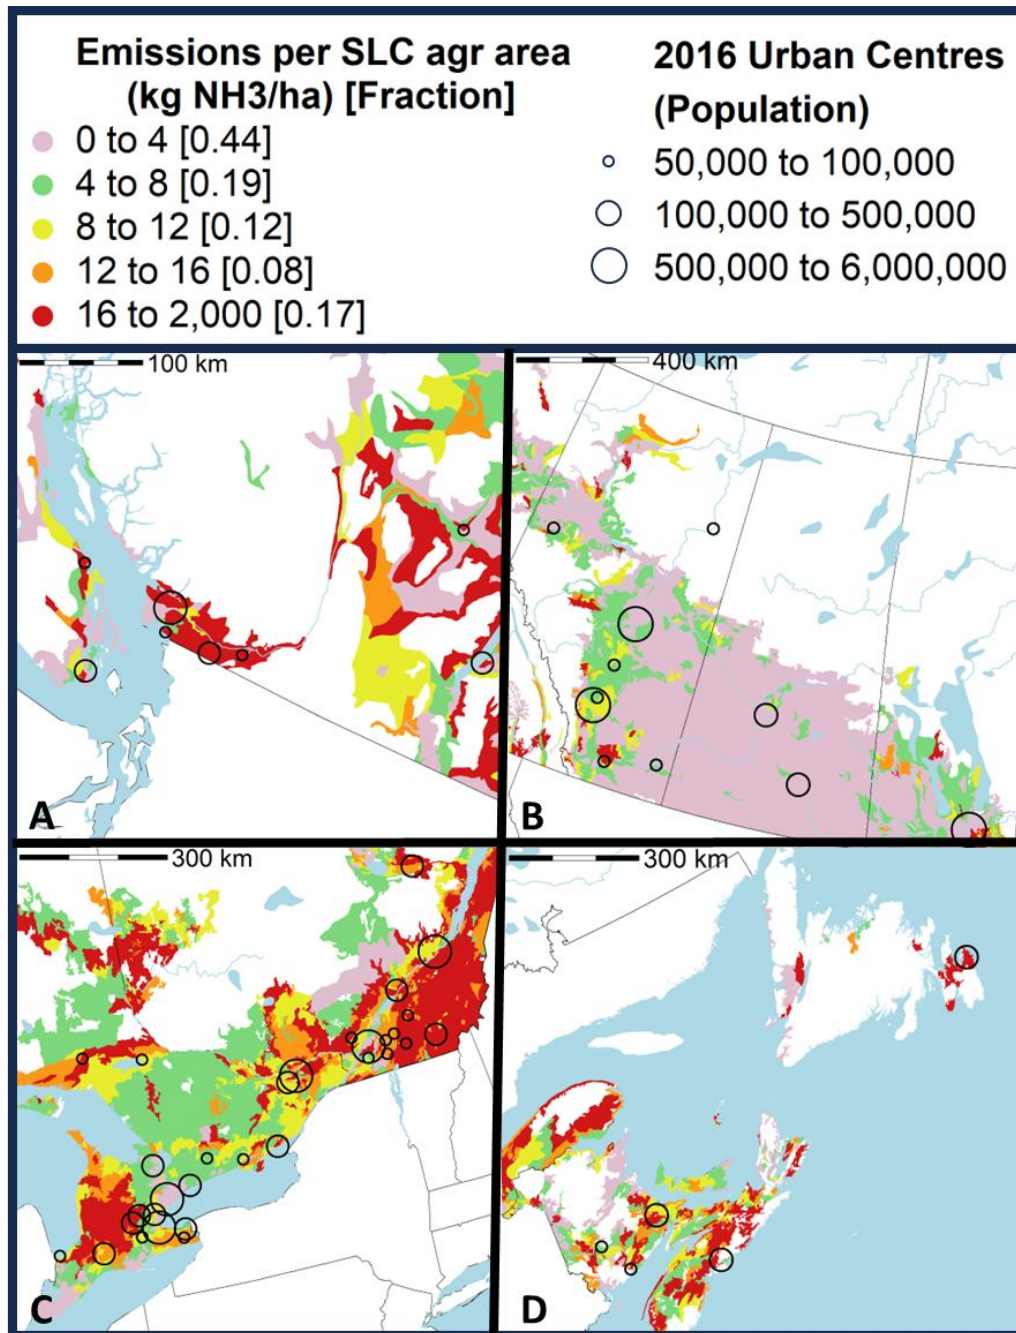 Emissions per SLC agr area
(kg NH3/ha) [Fraction]
0 to 4 [0.44]
4 to 8 [0.19]
8 to 12 [0.12]
12 to 16 [0.08]
16 to 2,000 [0.17]
2016 Urban Centres
(Population)
50,000 to 100,000
100,000 to 500,000
500,000 to 6,000,000
100 km
400 km
A
B
300 km
300 km
C
D